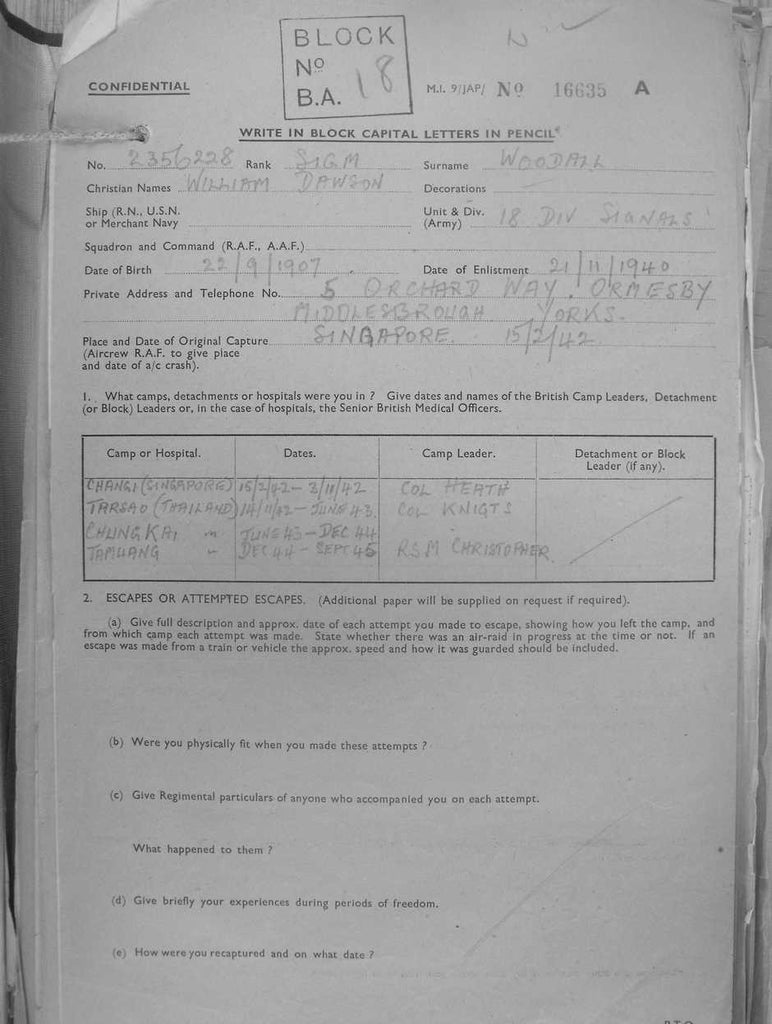 BLOCK
Nº 18
B.A.
CONFIDENTIAL
M.I. 9/JAP/ Nº 16635 A
WRITE IN BLOCK CAPITAL LETTERS IN PENCIL
No. 2356228 Rank SIGM Surname WOODALL
Christian Names WILLIAM DAWSON Decorations
Ship (R.N., U.S.N. or Merchant Navy
Unit & Div. (Army) 18 DIV SIGNALS
Squadron and Command (R.A.F., A.A.F.)
Date of Birth 22/9/1907 Date of Enlistment 21/11/1940
Private Address and Telephone No. 5 ORCHARD WAY, ORMESBY
MIDDLESBROUGH YORKS.
Place and Date of Original Capture SINGAPORE. 15/2/42
(Aircrew R.A.F. to give place
and date of a/c crash).
1. What camps, detachments or hospitals were you in ? Give dates and names of the British Camp Leaders, Detachment
(or Block) Leaders or, in the case of hospitals, the Senior British Medical Officers.
Camp or Hospital. Dates. Camp Leader. Detachment or Block
Leader (if any).
CHANGI (SINGAPORE) 15/2/42 – 3/11/42 COL HEATH
TARSAO (THAILAND) 14/11/42 – JUNE 43 COL KNIGTS
CHUNGKAI " JUNE 43 – DEC 44
TAMUANG " DEC 44 – SEPT 45 RSM CHRISTOPHER
2. ESCAPES OR ATTEMPTED ESCAPES. (Additional paper will be supplied on request if required).
(a) Give full description and approx. date of each attempt you made to escape, showing how you left the camp, and
from which camp each attempt was made. State whether there was an air-raid in progress at the time or not. If an
escape was made from a train or vehicle the approx. speed and how it was guarded should be included.
(b) Were you physically fit when you made these attempts ?
(c) Give Regimental particulars of anyone who accompanied you on each attempt.
What happened to them ?
(d) Give briefly your experiences during periods of freedom.
(e) How were you recaptured and on what date ?